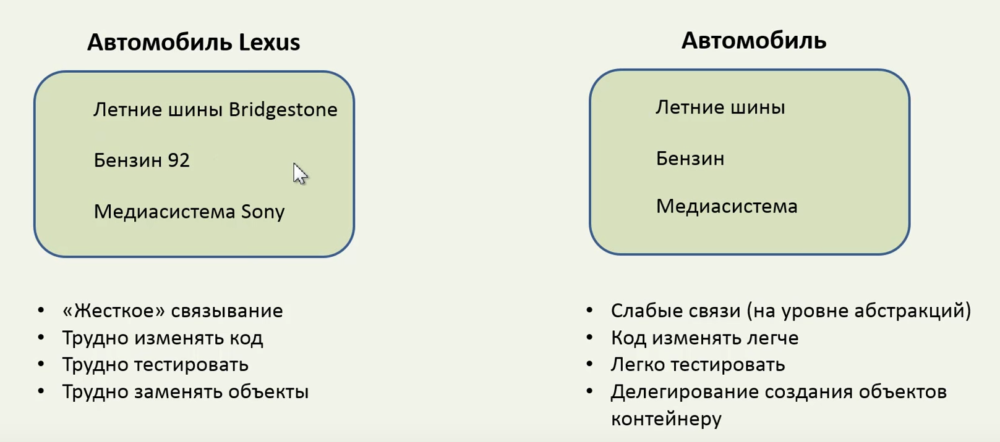 Автомобиль Lexus
Летние шины Bridgestone
Бензин 92
Медиасистема Sony
• «Жесткое» связывание
• Трудно изменять код
• Трудно тестировать
• Трудно заменять объекты
Автомобиль
Летние шины
Бензин
Медиасистема
• Слабые связи (на уровне абстракций)
• Код изменять легче
• Легко тестировать
• Делегирование создания объектов
контейнеру